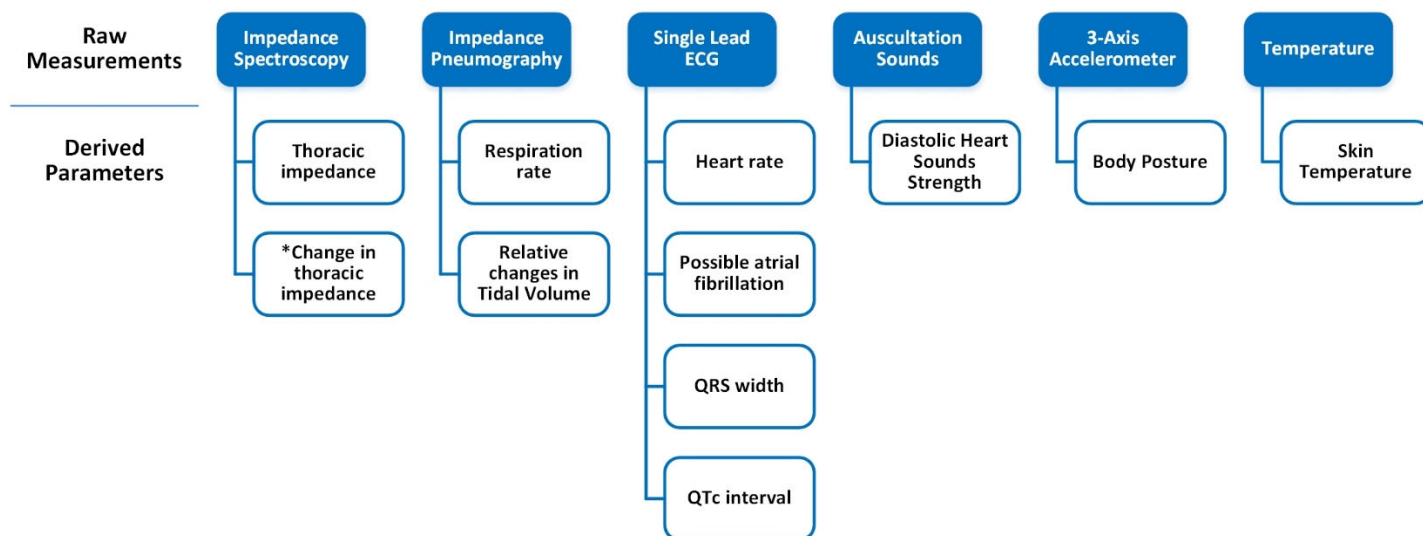 Raw
Measurements
Impedance
Spectroscopy
Impedance
Pneumography
Single Lead
ECG
Auscultation
Sounds
3-Axis
Accelerometer
Temperature
Derived
Parameters
Thoracic
impedance
Respiration
rate
Heart rate
Diastolic Heart
Sounds
Strength
Body Posture
Skin
Temperature
*Change in
thoracic
impedance
Relative
changes in
Tidal Volume
Possible atrial
fibrillation
QRS width
QTc interval